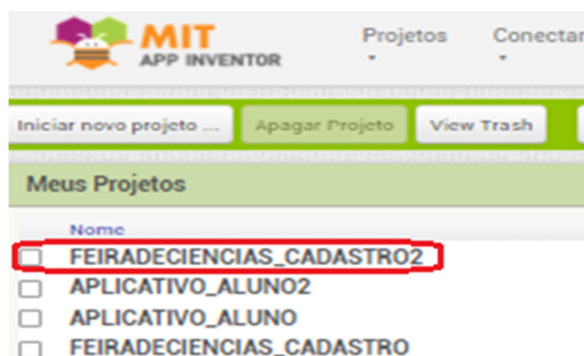 MIT
APP INVENTOR
Projetos Conectar
Iniciar novo projeto ... Apagar Projeto View Trash
Meus Projetos
Nome
FEIRADECIENCIAS_CADASTRO2
APLICATIVO_ALUNO2
APLICATIVO_ALUNO
FEIRADECIENCIAS_CADASTRO